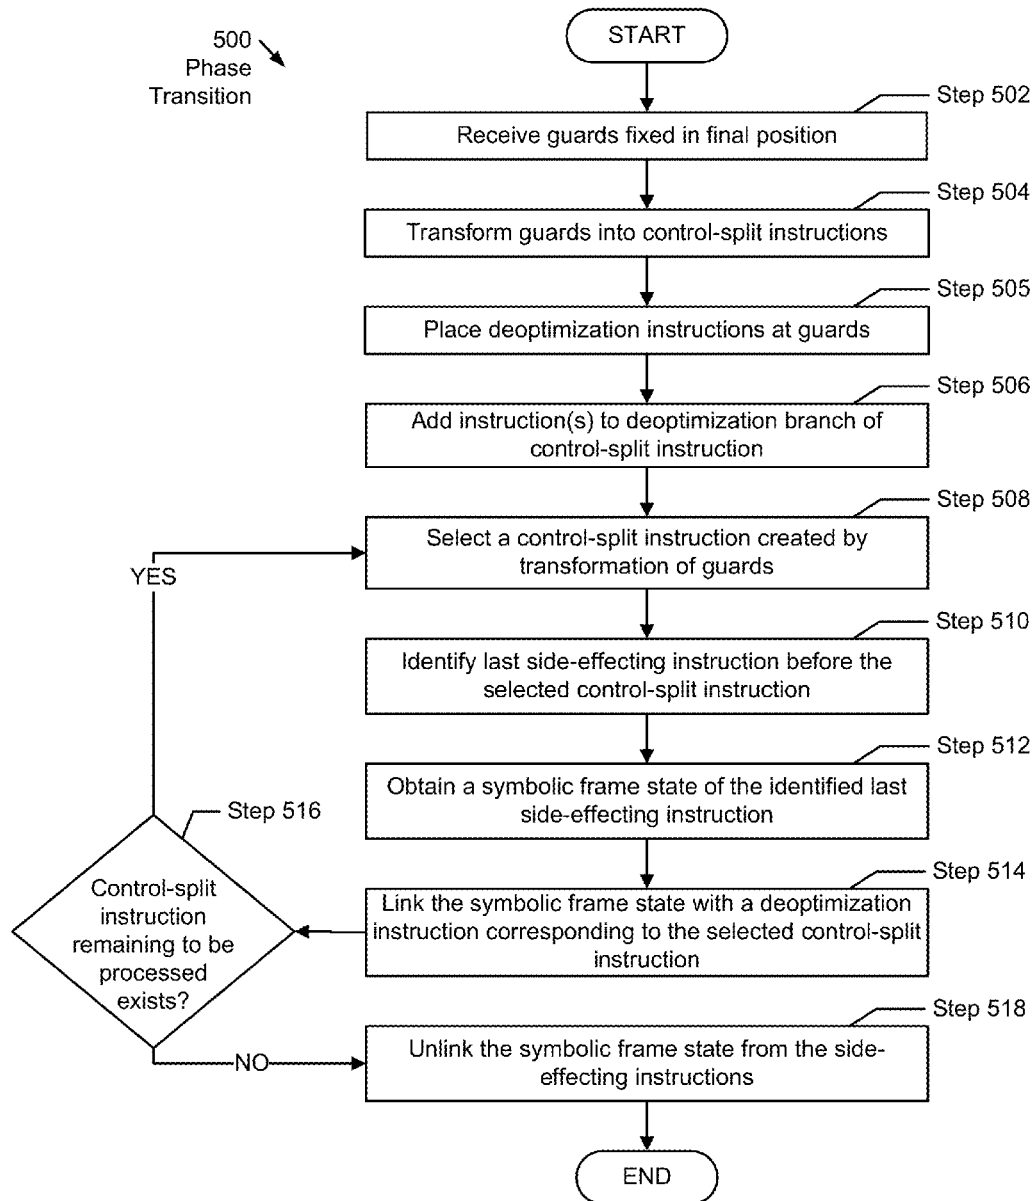 500
Phase
Transition
START
Step 502
Receive guards fixed in final position
Step 504
Transform guards into control-split instructions
Step 505
Place deoptimization instructions at guards
Step 506
Add instruction(s) to deoptimization branch of
control-split instruction
Step 508
Select a control-split instruction created by
transformation of guards
YES
Step 510
Identify last side-effecting instruction before the
selected control-split instruction
Step 512
Obtain a symbolic frame state of the identified last
side-effecting instruction
Step 514
Link the symbolic frame state with a deoptimization
instruction corresponding to the selected control-split
instruction
Step 516
Control-split
instruction
remaining to be
processed
exists?
NO
Step 518
Unlink the symbolic frame state from the side-
effecting instructions
END